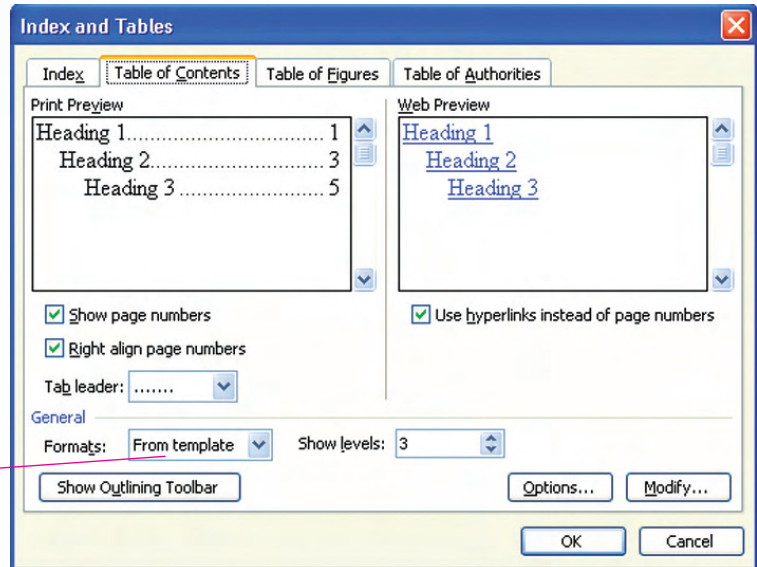 Index and Tables
Index Table of Contents Table of Figures Table of Authorities
Print Preview
Heading 1........................ 1
Heading 2..................... 3
Heading 3 ................. 5
Show page numbers
Right align page numbers
Tab leader: .......
Web Preview
Heading 1
Heading 2
Heading 3
Use hyperlinks instead of page numbers
General
Formats: From template Show levels: 3
Show Outlining Toolbar Options... Modify...
OK Cancel